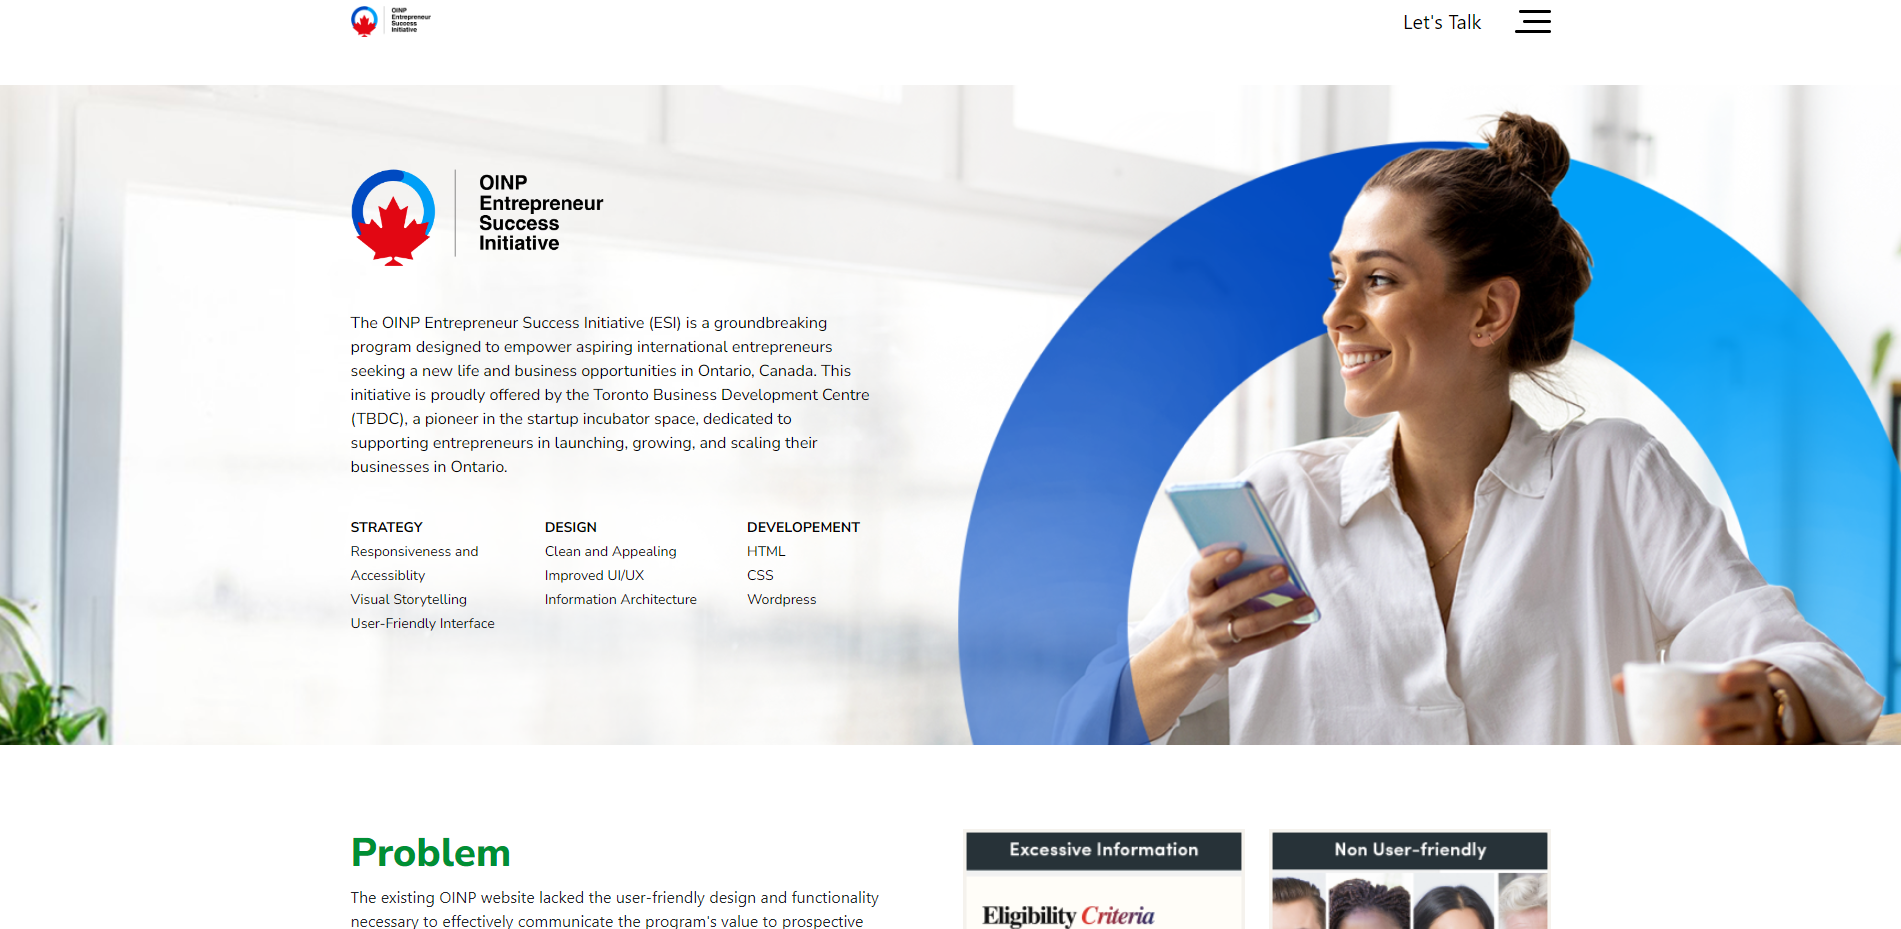 OINP
Entrepreneur
Success
Initiative
Let's Talk
OINP
Entrepreneur
Success
Initiative
The OINP Entrepreneur Success Initiative (ESI) is a groundbreaking
program designed to empower aspiring international entrepreneurs
seeking a new life and business opportunities in Ontario, Canada. This
initiative is proudly offered by the Toronto Business Development Centre
(TBDC), a pioneer in the startup incubator space, dedicated to
supporting entrepreneurs in launching, growing, and scaling their
businesses in Ontario.
STRATEGY
Responsiveness and
Accessiblity
Visual Storytelling
User-Friendly Interface
DESIGN
Clean and Appealing
Improved UI/UX
Information Architecture
DEVELOPEMENT
HTML
CSS
Wordpress
Problem
The existing OINP website lacked the user-friendly design and functionality
necessary to effectively communicate the program's value to prospective
Excessive Information
Eligibility Criteria
Non User-friendly